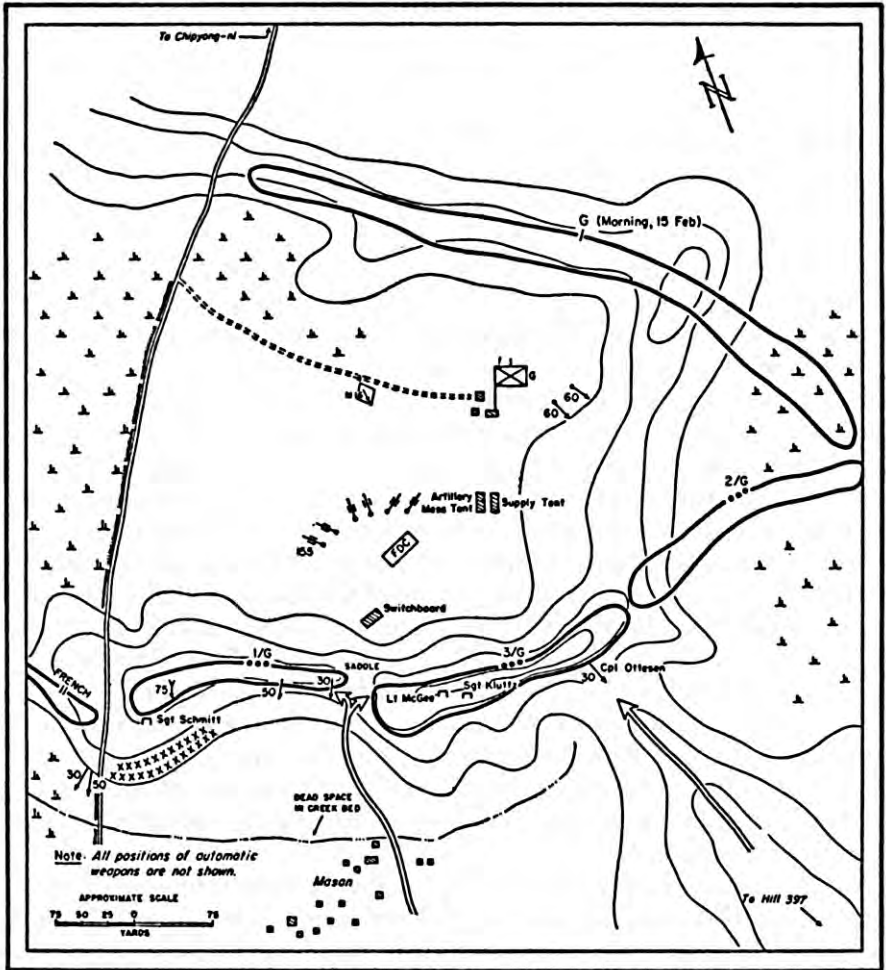 To Chipyong-ni
N
G (Morning, 15 Feb)
G
60
60
2/G
Artillery
Mess Tent
Supply Tent
155
FDC
Switchboard
1/G
3/G
SADDLE
Cpl Ottesen
FRENCH
75
50
30
Lt McGee
Sgt Kluttz
30
Sgt Schmitt
XXXXXXXXXX
XXXXXXXXXX
30
50
DEAD SPACE
IN CREEK BED
Note: All positions of automatic
weapons are not shown.
Masan
APPROXIMATE SCALE
75 50 25 0 75
YARDS
To Hill 397